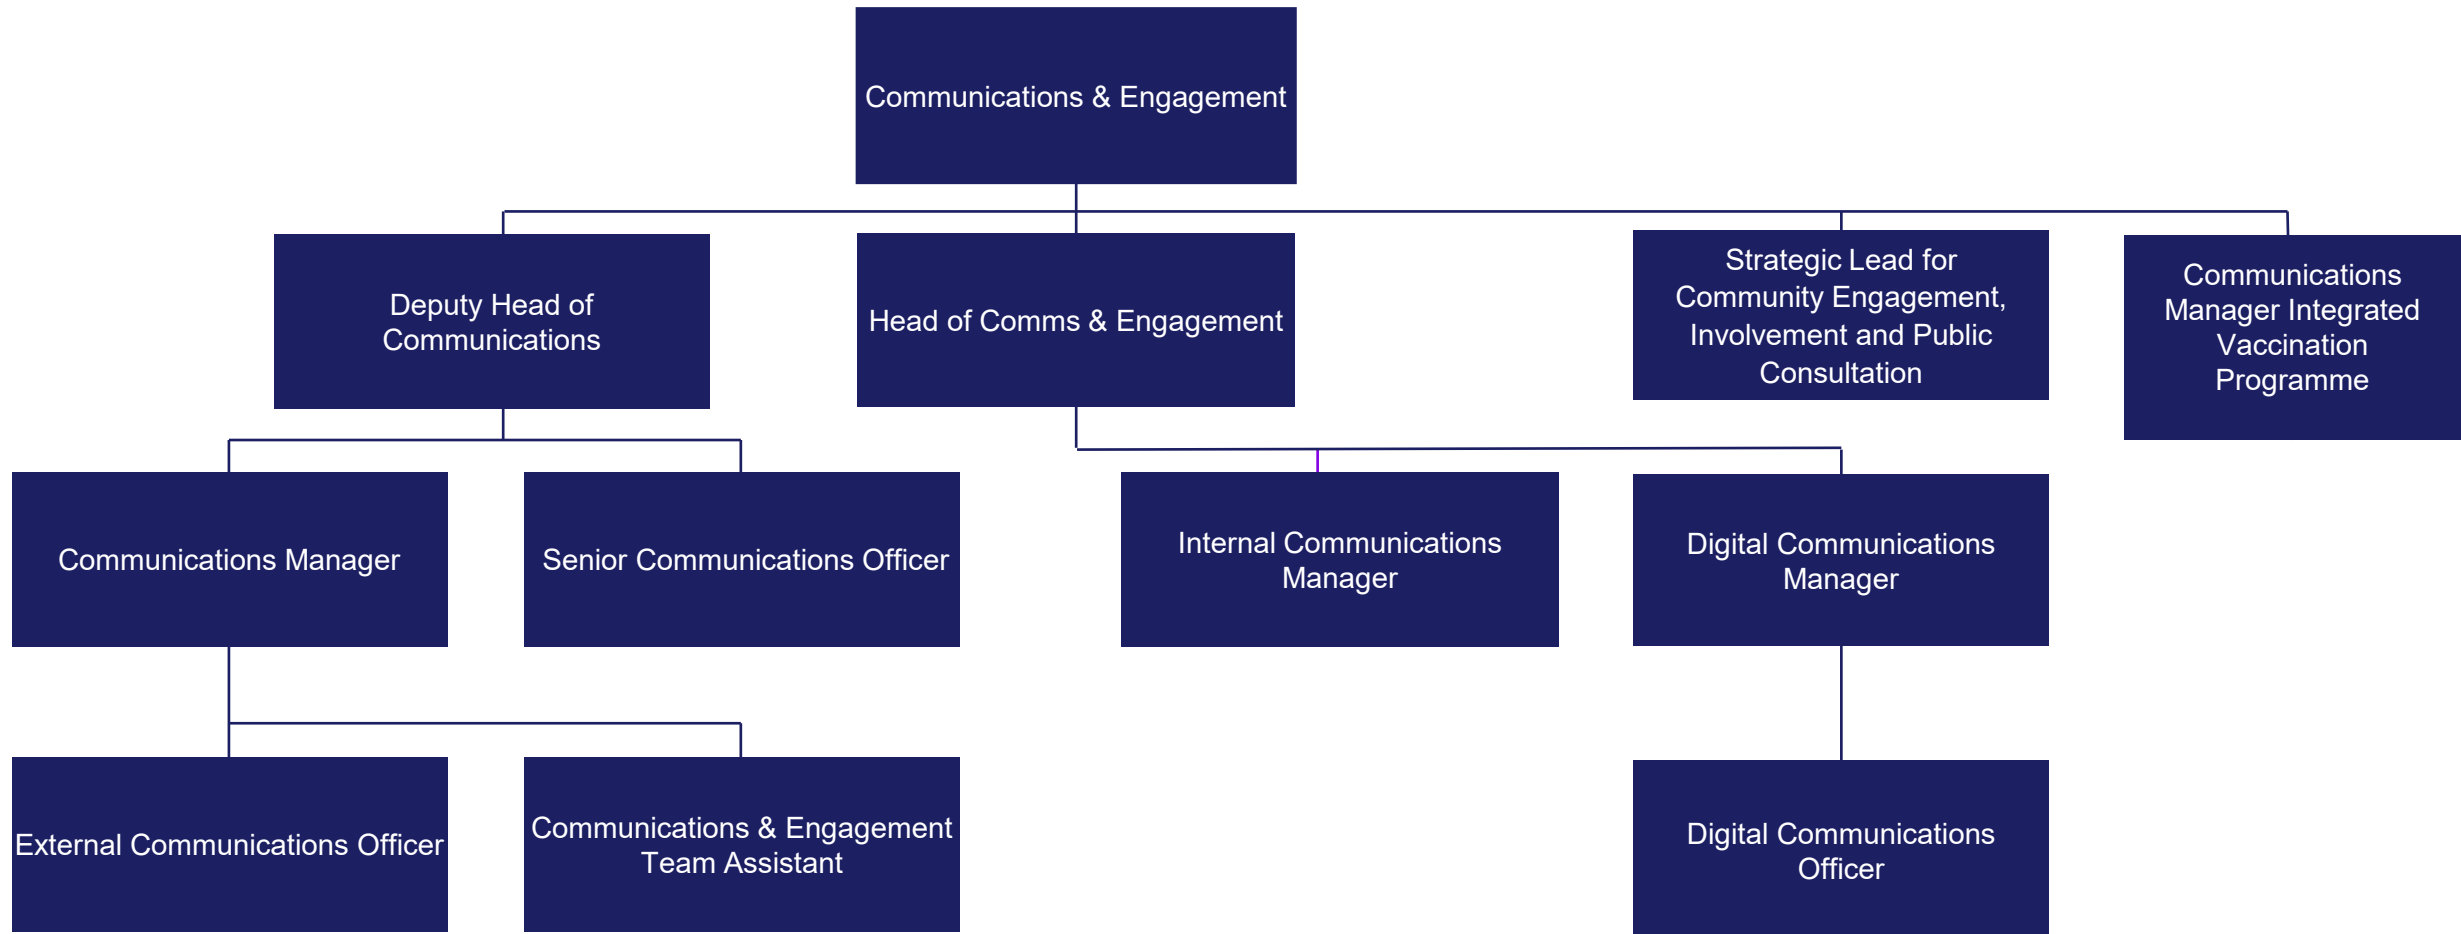 Communications & Engagement
Deputy Head of
Communications
Head of Comms & Engagement
Strategic Lead for
Community Engagement,
Involvement and Public
Consultation
Communications
Manager Integrated
Vaccination
Programme
Communications Manager
Senior Communications Officer
Internal Communications
Manager
Digital Communications
Manager
External Communications Officer
Communications & Engagement
Team Assistant
Digital Communications
Officer